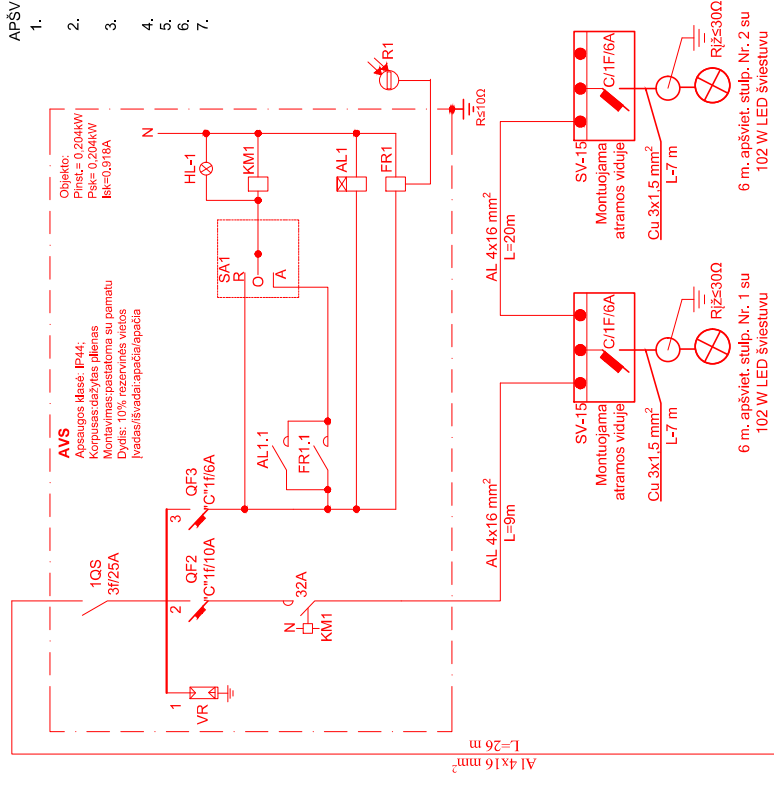 APŠV
1.
2.
3.
4.
5.
6.
7.
Objekto:
Pinst.= 0,204kW
Psk= 0,204kW
Isk=0,918A
AVS
Apsaugos klasė: IP44;
Korpusas:dažytas plienas
Montavimas:pastatoma su pamatu
Dydis: 10% rezervinės vietos
Įvadas/išvadai:apačia/apačia
N
HL-1
KM1
AL1
FR1
R1
R≤10Ω
SA1
R
O
A
AL1.1
FR1.1
1QS
3f/25A
3
QF3
"C"1f/6A
2
QF2
"C"1f/10A
1
VR
32A
N
KM1
Al 4x16 mm²
L=26 m
AL 4x16 mm²
L=9m
AL 4x16 mm²
L=20m
SV-15
C/1F/6A
Montuojama
atramos viduje
Cu 3x1,5 mm²
L-7 m
Rįž≤30Ω
6 m. apšviet. stulp. Nr. 1 su
102 W LED šviestuvu
SV-15
C/1F/6A
Montuojama
atramos viduje
Cu 3x1,5 mm²
L-7 m
Rįž≤30Ω
6 m. apšviet. stulp. Nr. 2 su
102 W LED šviestuvu